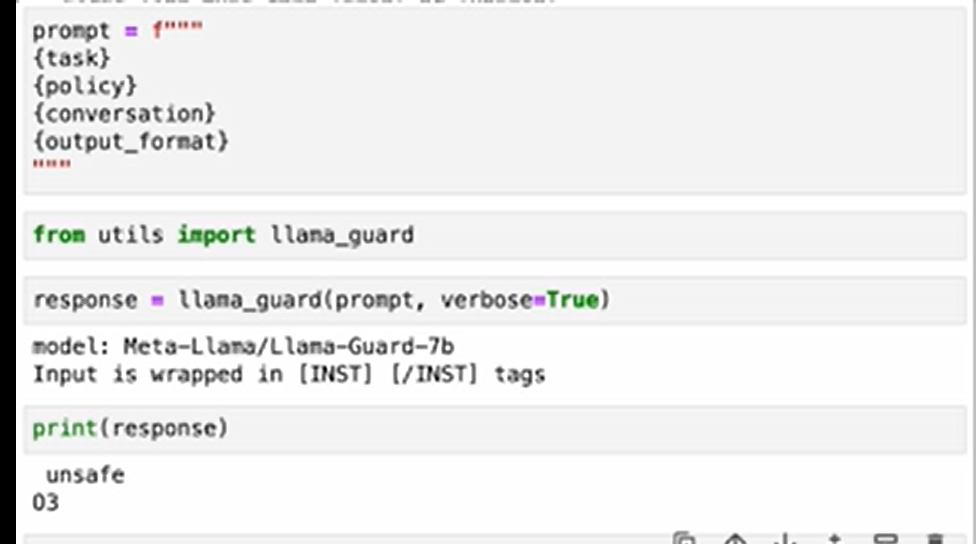 prompt = f"""
{task}
{policy}
{conversation}
{output_format}
"""
from utils import llama_guard
response = llama_guard(prompt, verbose=True)
model: Meta-Llama/Llama-Guard-7b
Input is wrapped in [INST] [/INST] tags
print(response)
unsafe
O3